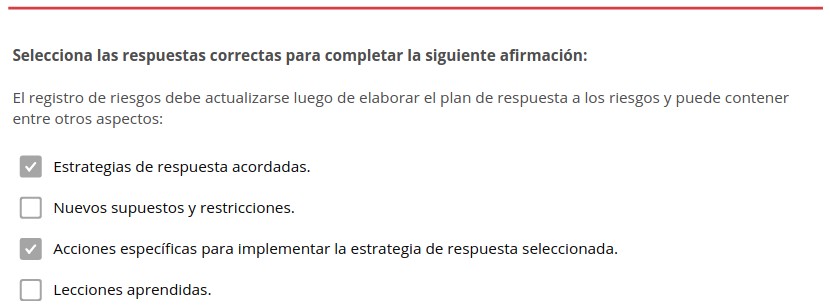 Selecciona las respuestas correctas para completar la siguiente afirmación:
El registro de riesgos debe actualizarse luego de elaborar el plan de respuesta a los riesgos y puede contener
entre otros aspectos:
Estrategias de respuesta acordadas.
Nuevos supuestos y restricciones.
Acciones específicas para implementar la estrategia de respuesta seleccionada.
Lecciones aprendidas.